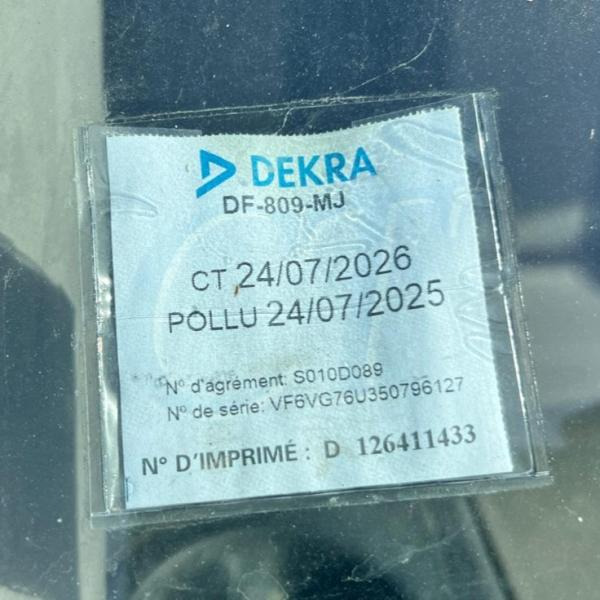 DEKRA
DF-809-MJ
CT 24/07/2026
POLLU 24/07/2025
N° d'agrément: S010D089
N° de série: VF6VG76U350796127
N° D'IMPRIMÉ : D 126411433